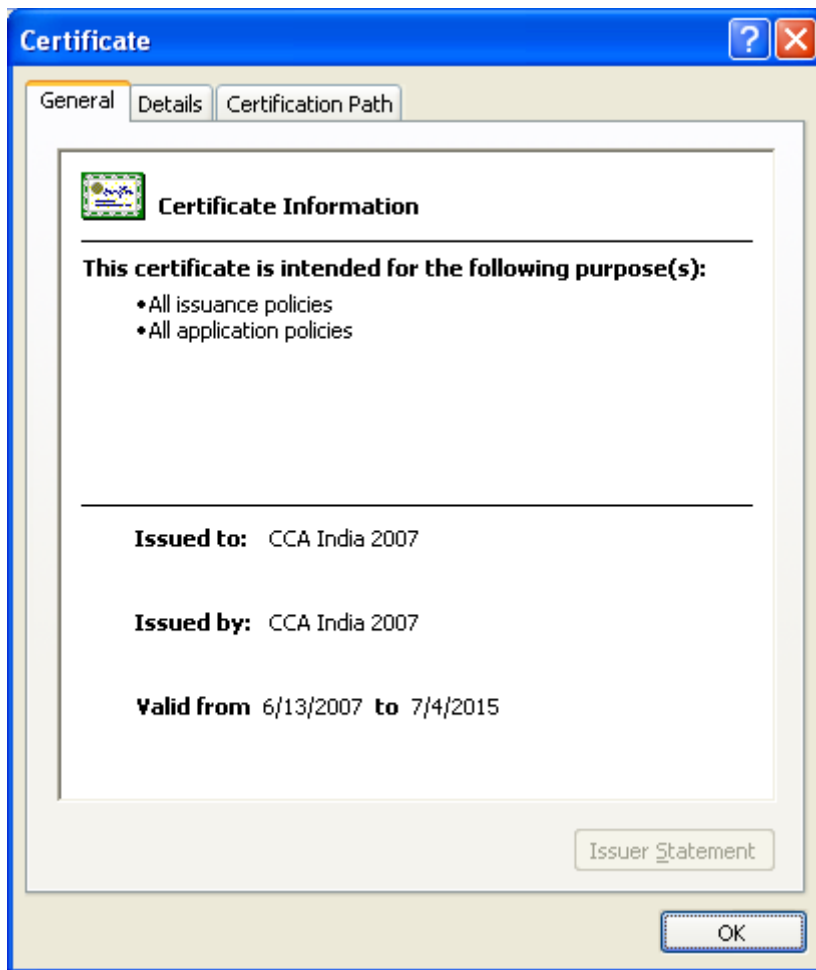 Certificate
General Details Certification Path
Certificate Information
This certificate is intended for the following purpose(s):
•All issuance policies
•All application policies
Issued to: CCA India 2007
Issued by: CCA India 2007
Valid from 6/13/2007 to 7/4/2015
Issuer Statement
OK